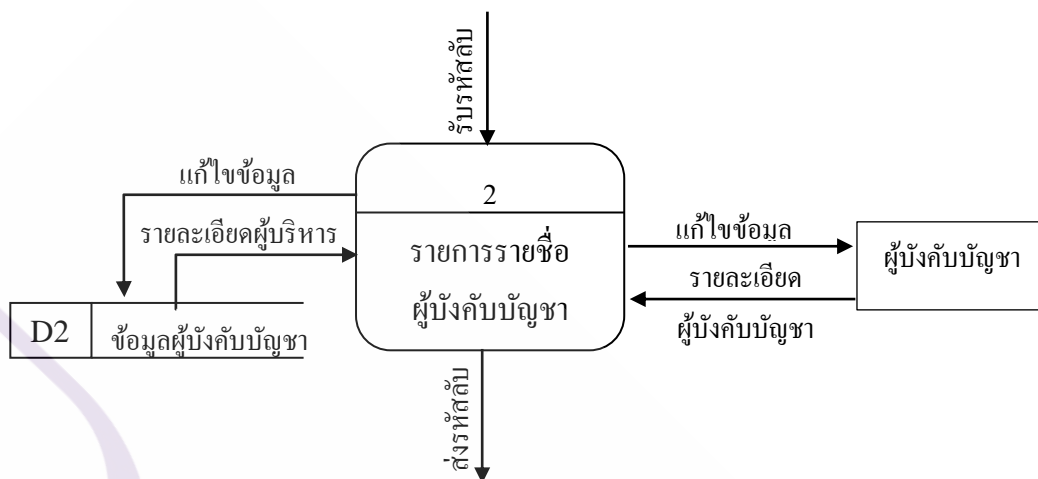 รับรหัสลับ
แก้ไขข้อมูล
2
รายละเอียดผู้บริหาร
รายการรายชื่อ
ผู้บังคับบัญชา
แก้ไขข้อมูล
ผู้บังคับบัญชา
รายละเอียด
ผู้บังคับบัญชา
D2
ข้อมูลผู้บังคับบัญชา
ส่งรหัสลับ